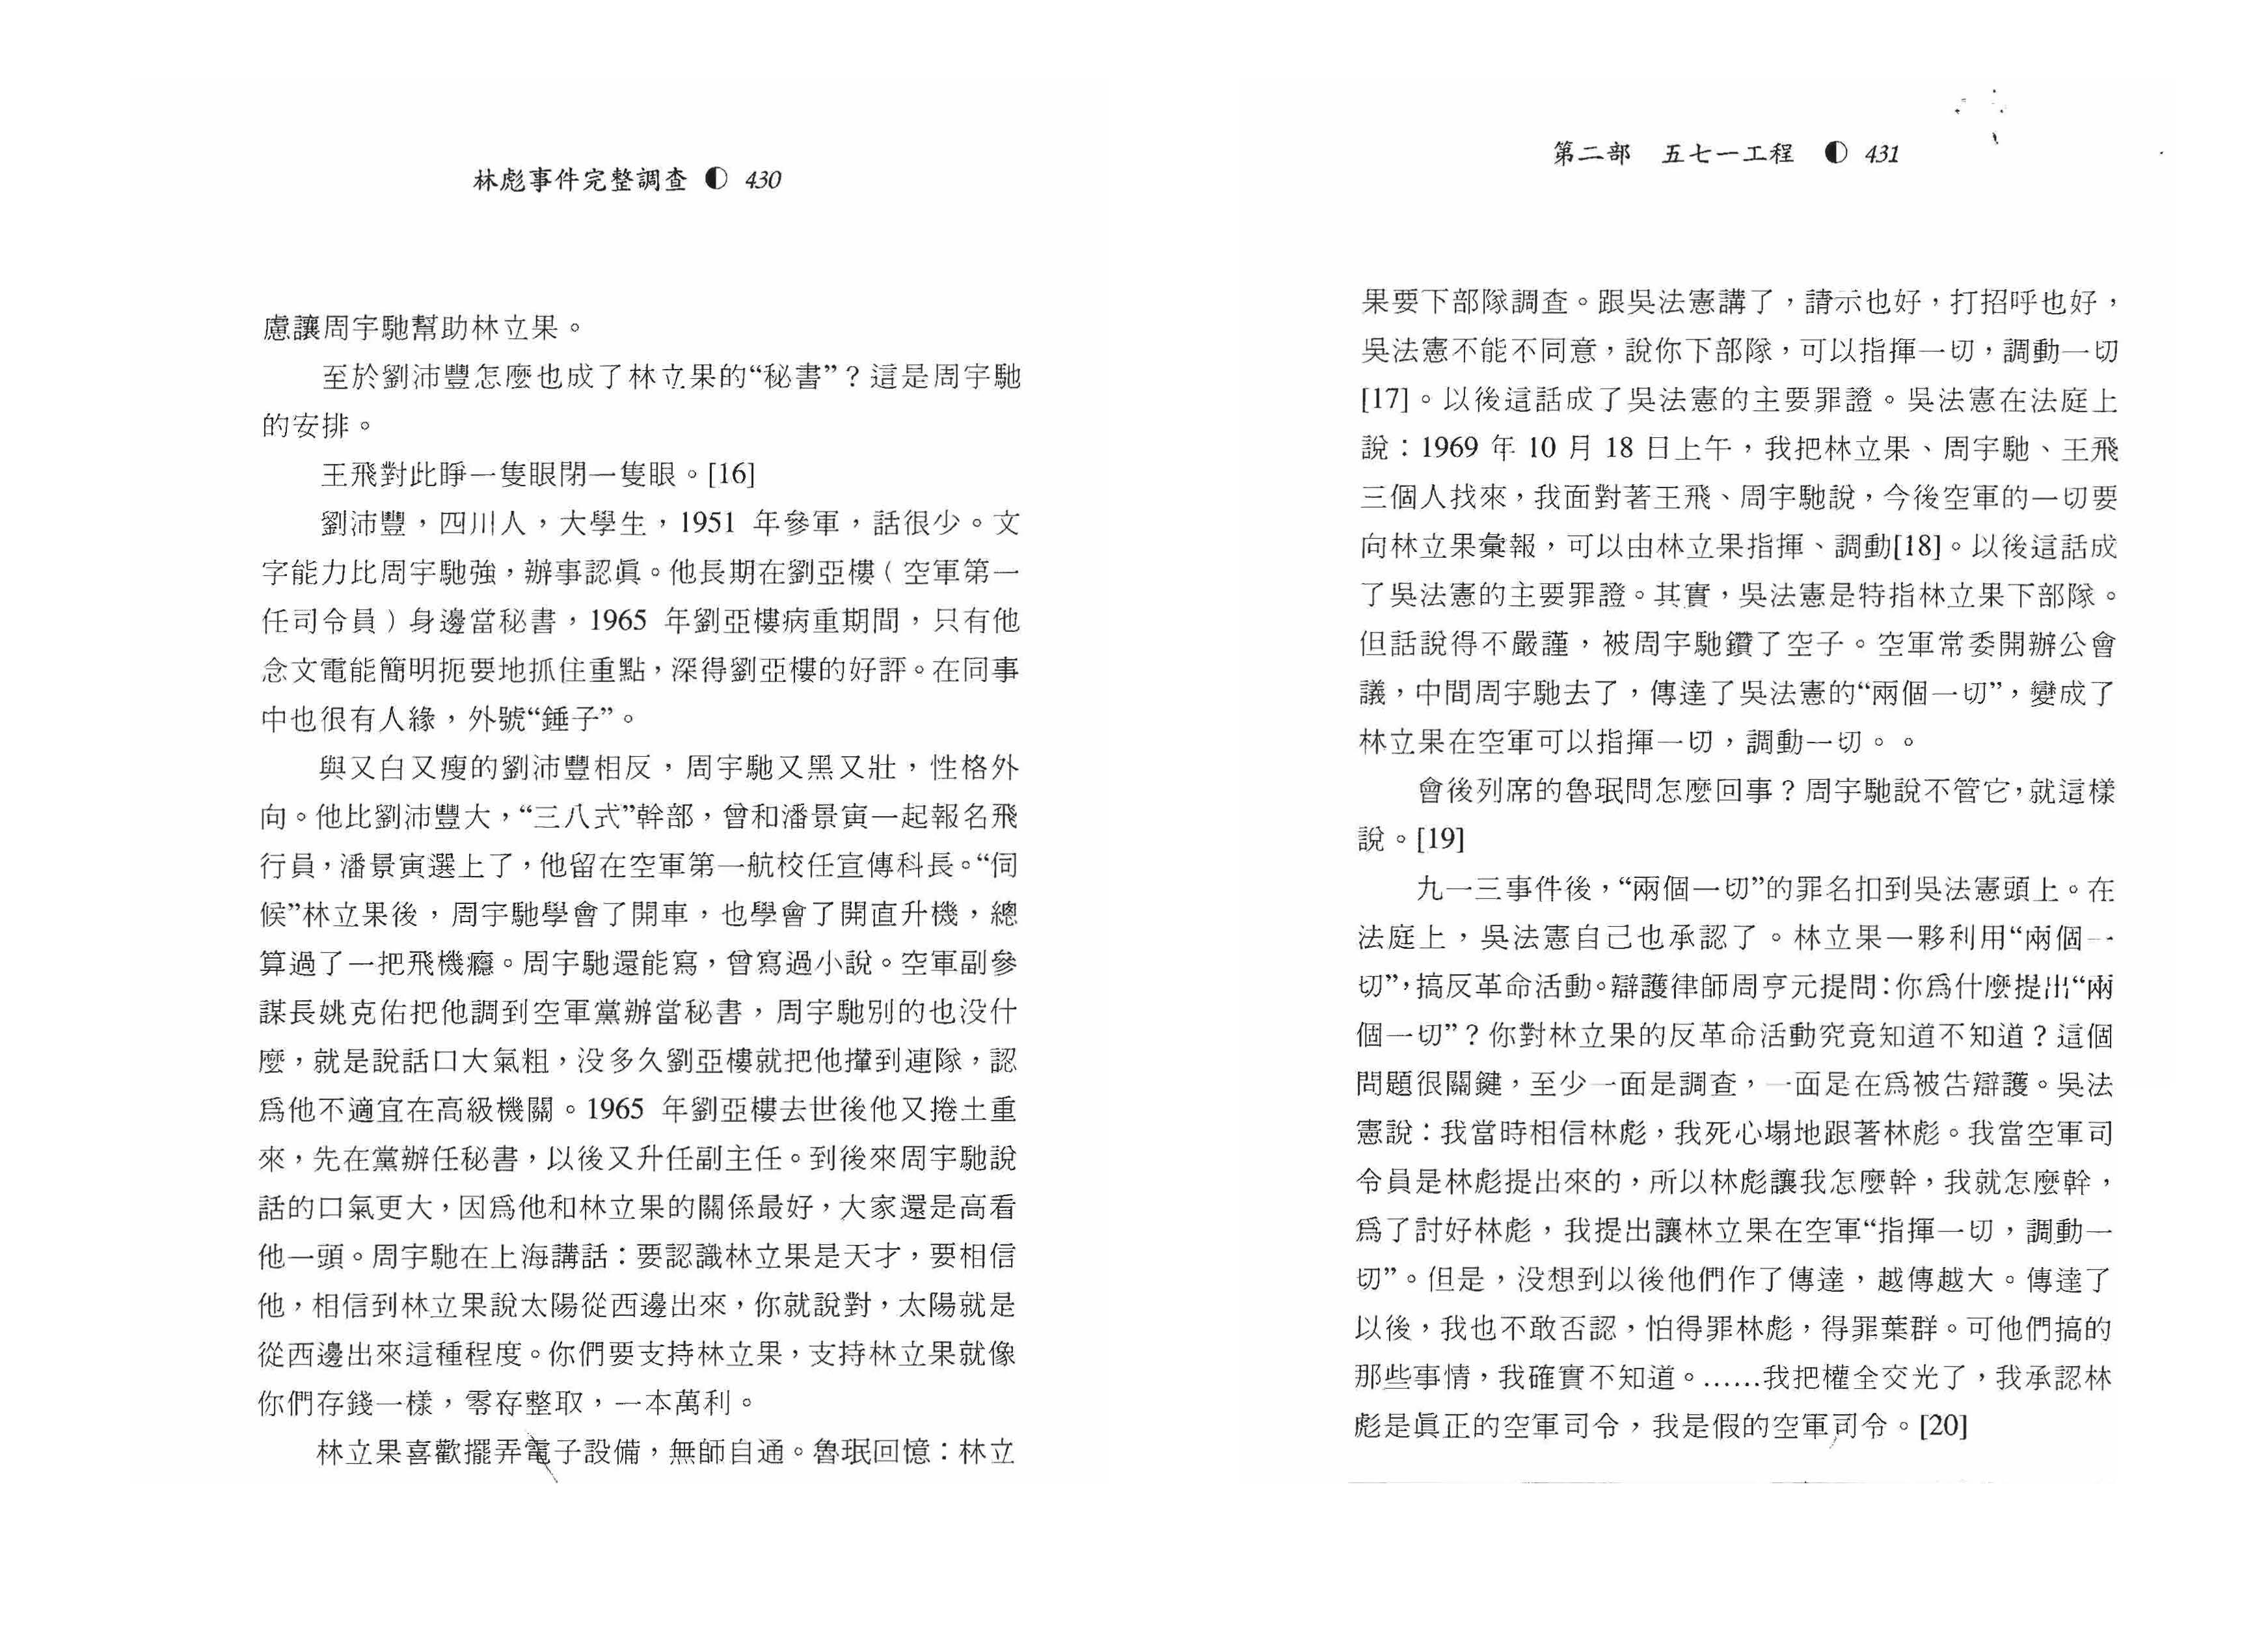 林彪事件完整調查 ◐ 430
慮讓周宇馳幫助林立果。
至於劉沛豐怎麼也成了林立果的“秘書”？這是周宇馳
的安排。
王飛對此睜一隻眼閉一隻眼。[16]
劉沛豐，四川人，大學生，1951 年參軍，話很少。文
字能力比周宇馳強，辦事認眞。他長期在劉亞樓（空軍第一
任司令員）身邊當秘書，1965 年劉亞樓病重期間，只有他
念文電能簡明扼要地抓住重點，深得劉亞樓的好評。在同事
中也很有人緣，外號“錘子”。
與又白又瘦的劉沛豐相反，周宇馳又黑又壯，性格外
向。他比劉沛豐大，“三八式”幹部，曾和潘景寅一起報名飛
行員，潘景寅選上了，他留在空軍第一航校任宣傳科長。“伺
候”林立果後，周宇馳學會了開車，也學會了開直升機，總
算過了一把飛機癮。周宇馳還能寫，曾寫過小說。空軍副參
謀長姚克佑把他調到空軍黨辦當秘書，周宇馳別的也没什
麼，就是說話口大氣粗，没多久劉亞樓就把他攆到連隊，認
爲他不適宜在高級機關。1965 年劉亞樓去世後他又捲土重
來，先在黨辦任秘書，以後又升任副主任。到後來周宇馳說
話的口氣更大，因爲他和林立果的關係最好，大家還是高看
他一頭。周宇馳在上海講話：要認識林立果是天才，要相信
他，相信到林立果說太陽從西邊出來，你就說對，太陽就是
從西邊出來這種程度。你們要支持林立果，支持林立果就像
你們存錢一樣，零存整取，一本萬利。
林立果喜歡擺弄電子設備，無師自通。魯珉回憶：林立
第二部 五七一工程 ◐ 431
果要下部隊調查。跟吳法憲講了，請示也好，打招呼也好，
吳法憲不能不同意，說你下部隊，可以指揮一切，調動一切
[17]。以後這話成了吳法憲的主要罪證。吳法憲在法庭上
說：1969 年 10 月 18 日上午，我把林立果、周宇馳、王飛
三個人找來，我面對著王飛、周宇馳說，今後空軍的一切要
向林立果彙報，可以由林立果指揮、調動[18]。以後這話成
了吳法憲的主要罪證。其實，吳法憲是特指林立果下部隊。
但話說得不嚴謹，被周宇馳鑽了空子。空軍常委開辦公會
議，中間周宇馳去了，傳達了吳法憲的“兩個一切”，變成了
林立果在空軍可以指揮一切，調動一切。。
會後列席的魯珉問怎麼回事？周宇馳說不管它，就這樣
說。[19]
九一三事件後，“兩個一切”的罪名扣到吳法憲頭上。在
法庭上，吳法憲自己也承認了。林立果一夥利用“兩個一
切”，搞反革命活動。辯護律師周亨元提問：你爲什麼提出“兩
個一切”？你對林立果的反革命活動究竟知道不知道？這個
問題很關鍵，至少一面是調查，一面是在爲被告辯護。吳法
憲說：我當時相信林彪，我死心塌地跟著林彪。我當空軍司
令員是林彪提出來的，所以林彪讓我怎麼幹，我就怎麼幹，
爲了討好林彪，我提出讓林立果在空軍“指揮一切，調動一
切”。但是，没想到以後他們作了傳達，越傳越大。傳達了
以後，我也不敢否認，怕得罪林彪，得罪葉群。可他們搞的
那些事情，我確實不知道。……我把權全交光了，我承認林
彪是眞正的空軍司令，我是假的空軍司令。[20]